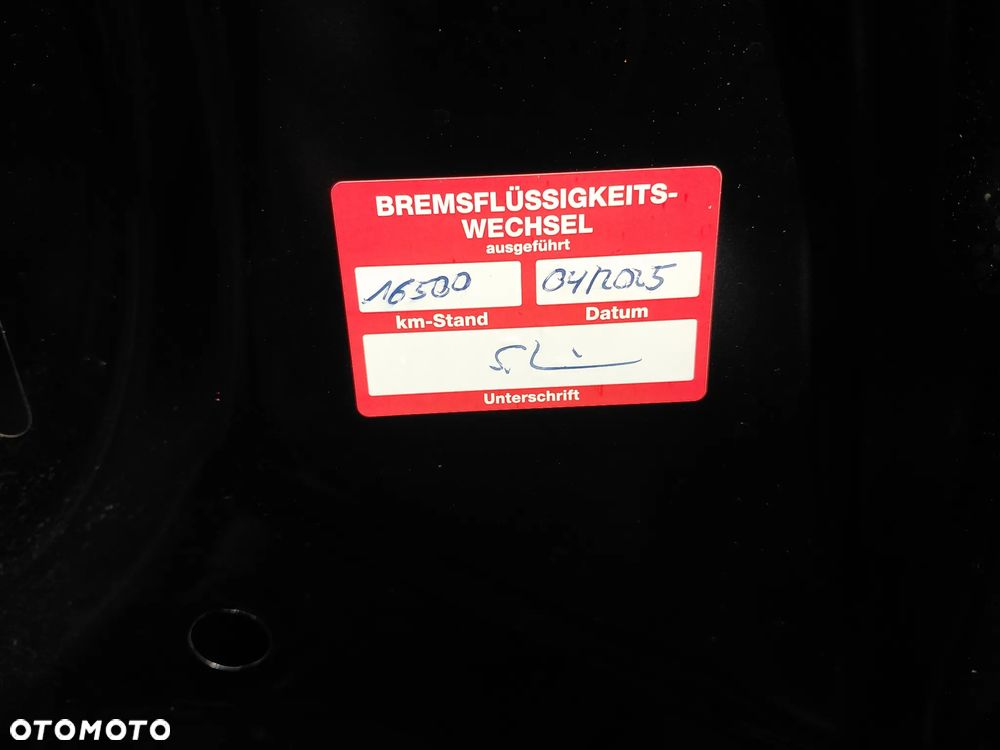 BREMSFLÜSSIGKEITS-
WECHSEL
ausgeführt
16500 04/2025
km-Stand Datum
Unterschrift
OTOMOTO